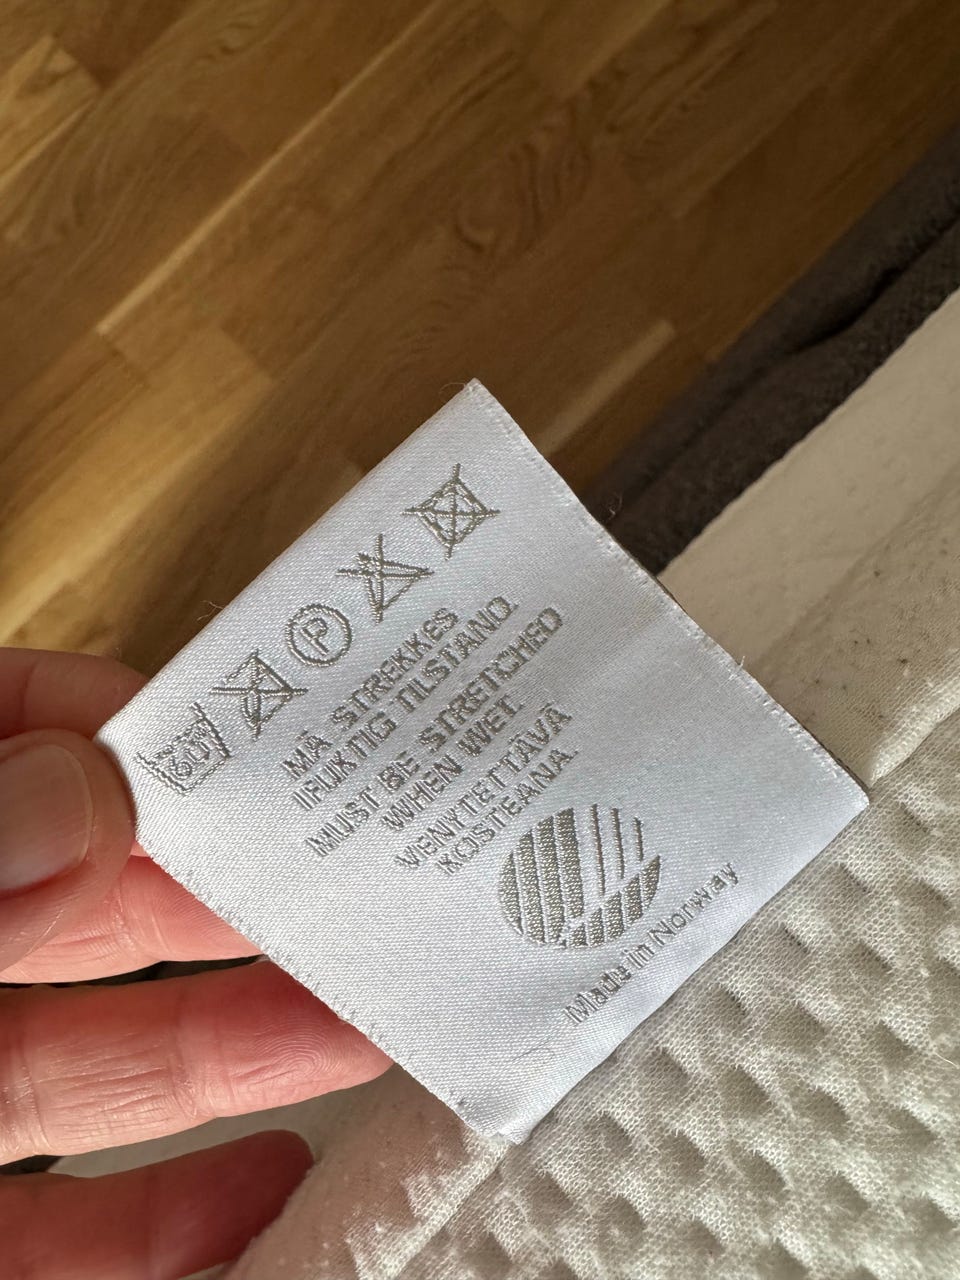 60
P
MÅ STREKKES
I FUKTIG TILSTAND.
MUST BE STRETCHED
WHEN WET.
VENYTETTÄVÄ
KOSTEANA.
Made in Norway